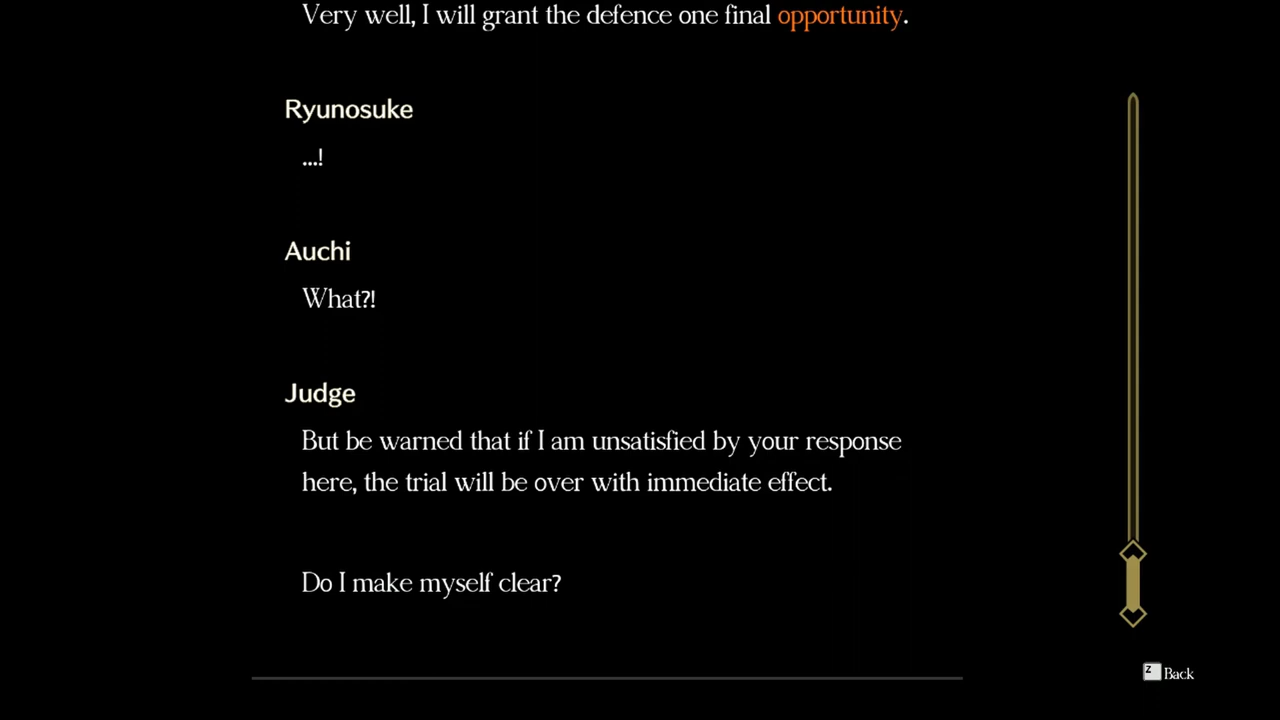 Very well, I will grant the defence one final opportunity.
Ryunosuke
...!
Auchi
What?!
Judge
But be warned that if I am unsatisfied by your response
here, the trial will be over with immediate effect.
Do I make myself clear?
Z Back